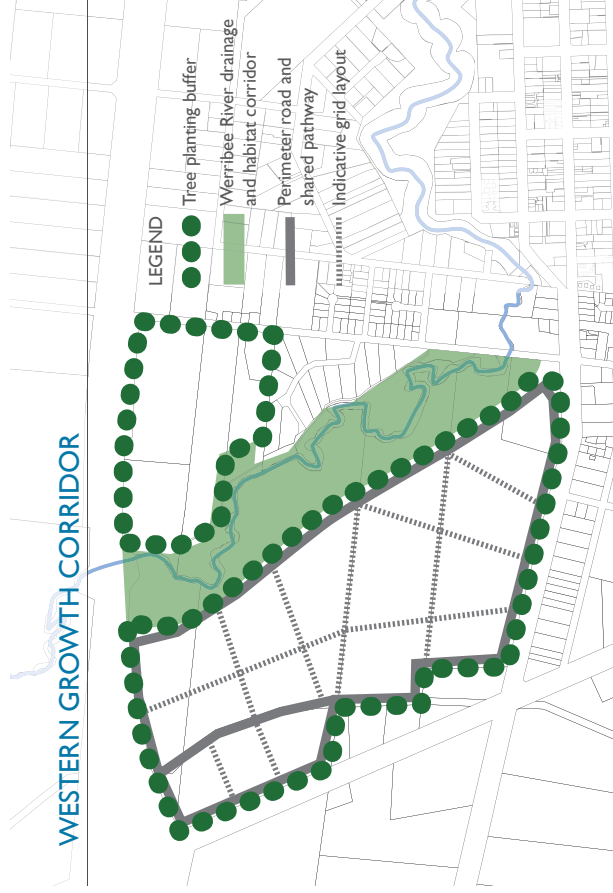 WESTERN GROWTH CORRIDOR
LEGEND
Tree planting buffer
Werribee River drainage
and habitat corridor
Perimeter road and
shared pathway
Indicative grid layout